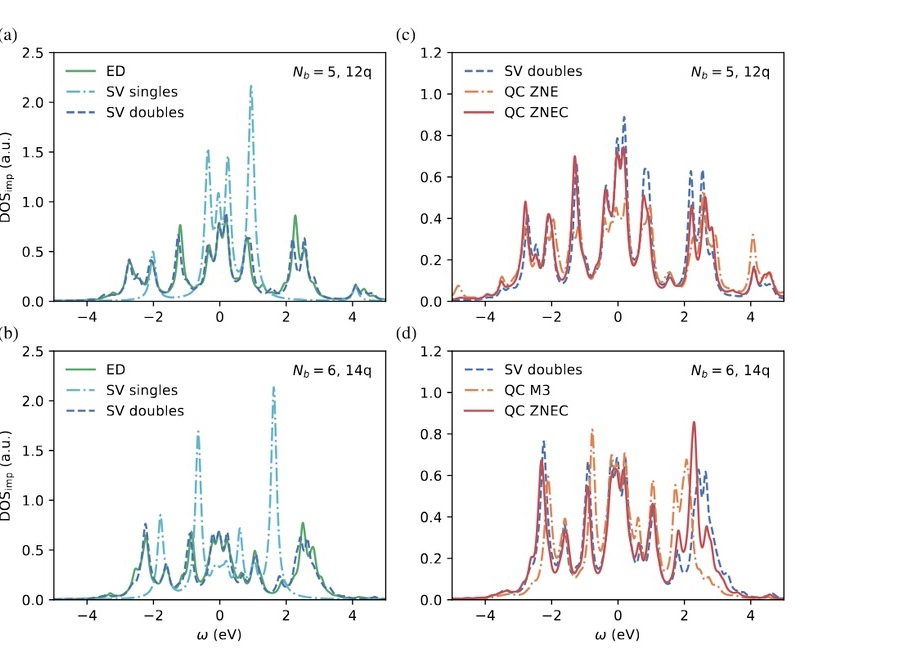 (a)
2.5
2.0
1.5
1.0
0.5
0.0
DOS_imp (a.u.)
ED
SV singles
SV doubles
N_b = 5, 12q
−4 −2 0 2 4
(c)
1.2
1.0
0.8
0.6
0.4
0.2
0.0
SV doubles
QC ZNE
QC ZNEC
N_b = 5, 12q
−4 −2 0 2 4
(b)
2.5
2.0
1.5
1.0
0.5
0.0
DOS_imp (a.u.)
ED
SV singles
SV doubles
N_b = 6, 14q
−4 −2 0 2 4
ω (eV)
(d)
1.2
1.0
0.8
0.6
0.4
0.2
0.0
SV doubles
QC M3
QC ZNEC
N_b = 6, 14q
−4 −2 0 2 4
ω (eV)